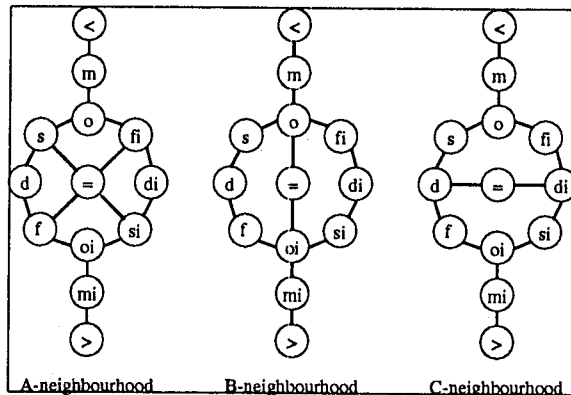 < < <
m m m
o o o
s fi s fi s fi
d = di d = di d = di
f si f si f si
oi oi oi
mi mi mi
> > >
A-neighbourhood B-neighbourhood C-neighbourhood